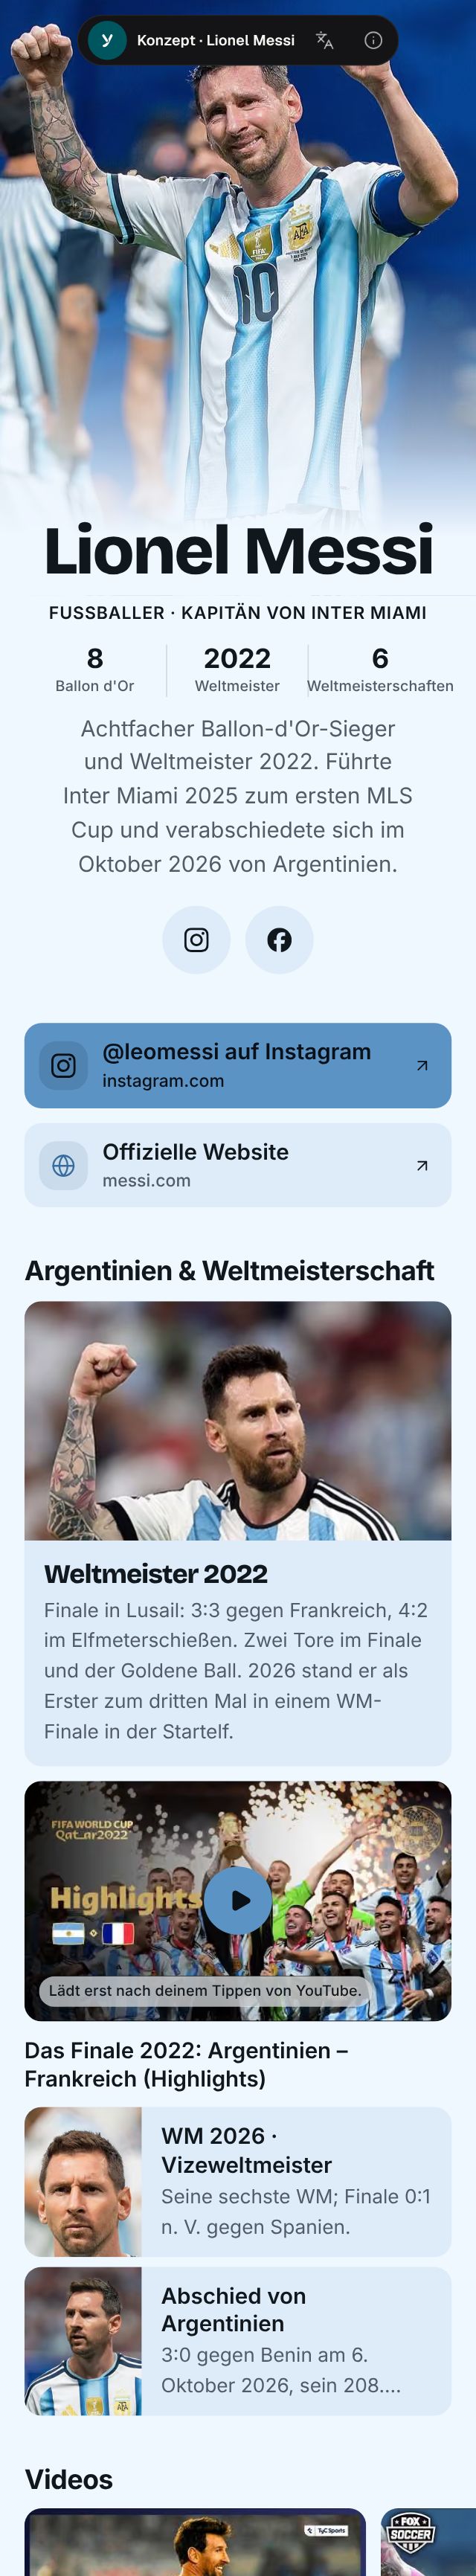 Konzept · Lionel Messi
AFA
FIFA
10
Lionel Messi
FUSSBALLER · KAPITÄN VON INTER MIAMI
8
2022
6
Ballon d'Or
Weltmeister
Weltmeisterschaften
Achtfacher Ballon-d'Or-Sieger
und Weltmeister 2022. Führte
Inter Miami 2025 zum ersten MLS
Cup und verabschiedete sich im
Oktober 2026 von Argentinien.
@leomessi auf Instagram
instagram.com
Offizielle Website
messi.com
Argentinien & Weltmeisterschaft
Weltmeister 2022
Finale in Lusail: 3:3 gegen Frankreich, 4:2
im Elfmeterschießen. Zwei Tore im Finale
und der Goldene Ball. 2026 stand er als
Erster zum dritten Mal in einem WM-
Finale in der Startelf.
FIFA WORLD CUP
Qatar2022
Highlights
Lädt erst nach deinem Tippen von YouTube.
Das Finale 2022: Argentinien –
Frankreich (Highlights)
WM 2026 ·
Vizeweltmeister
Seine sechste WM; Finale 0:1
n. V. gegen Spanien.
Abschied von
Argentinien
3:0 gegen Benin am 6.
Oktober 2026, sein 208....
Videos
TyC Sports
FOX
SOCCER